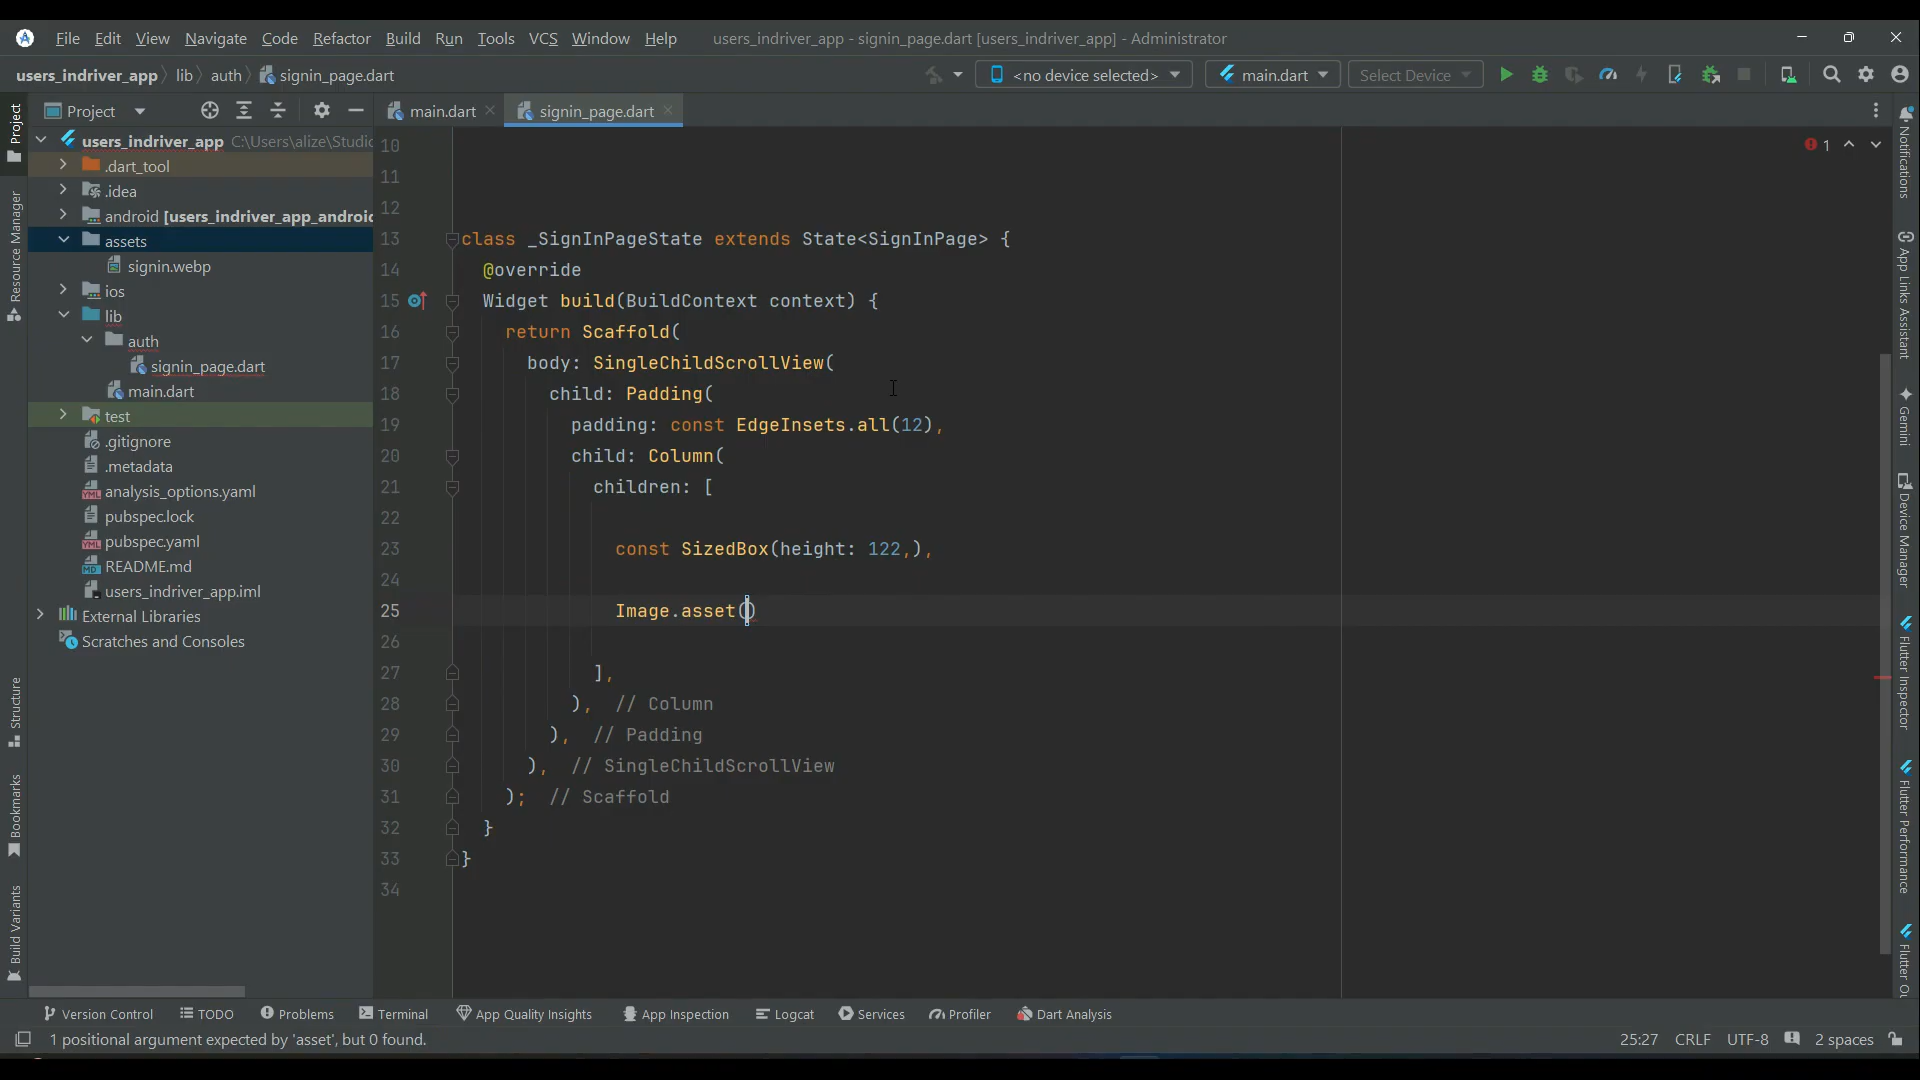 File Edit View Navigate Code Refactor Build Run Tools VCS Window Help users_indriver_app - signin_page.dart [users_indriver_app] - Administrator
users_indriver_app lib auth signin_page.dart <no device selected> main.dart Select Device
Project main.dart signin_page.dart
users_indriver_app C:\Users\alize\Studi
.dart_tool
.idea
android [users_indriver_app_android
assets
signin.webp
ios
lib
auth
signin_page.dart
main.dart
test
.gitignore
.metadata
analysis_options.yaml
pubspec.lock
pubspec.yaml
README.md
users_indriver_app.iml
External Libraries
Scratches and Consoles
Project
Resource Manager
Structure
Bookmarks
Build Variants
1
10
11
12
13 class _SignInPageState extends State<SignInPage> {
14 @override
15 Widget build(BuildContext context) {
16 return Scaffold(
17 body: SingleChildScrollView(
18 child: Padding(
19 padding: const EdgeInsets.all(12),
20 child: Column(
21 children: [
22
23 const SizedBox(height: 122,),
24
25 Image.asset()
26
27 ],
28 ), // Column
29 ), // Padding
30 ), // SingleChildScrollView
31 ); // Scaffold
32 }
33 }
34
Notifications
App Links Assistant
Gemini
Device Manager
Flutter Inspector
Flutter Performance
Flutter Ou
Version Control TODO Problems Terminal App Quality Insights App Inspection Logcat Services Profiler Dart Analysis
1 positional argument expected by 'asset', but 0 found. 25:27 CRLF UTF-8 2 spaces